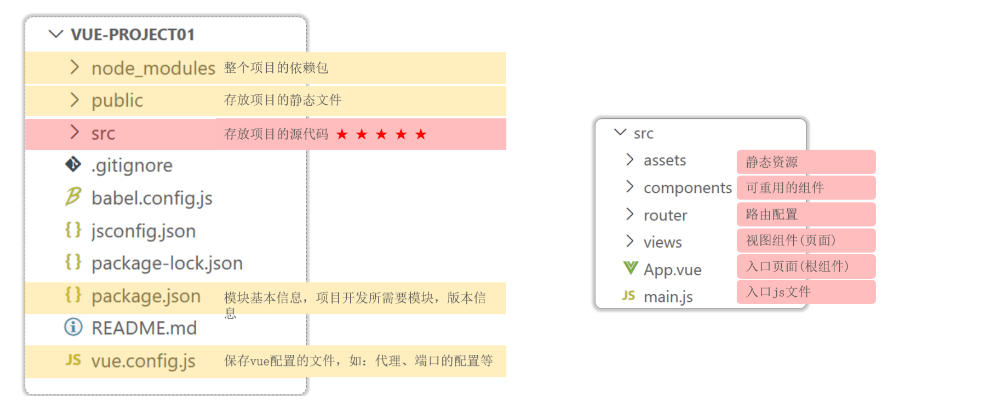 VUE-PROJECT01
node_modules 整个项目的依赖包
public 存放项目的静态文件
src 存放项目的源代码 ★ ★ ★ ★ ★
.gitignore
babel.config.js
jsconfig.json
package-lock.json
package.json 模块基本信息，项目开发所需要模块，版本信
息
README.md
vue.config.js 保存vue配置的文件，如：代理、端口的配置等
src
assets 静态资源
components 可重用的组件
router 路由配置
views 视图组件(页面)
App.vue 入口页面(根组件)
JS main.js 入口js文件